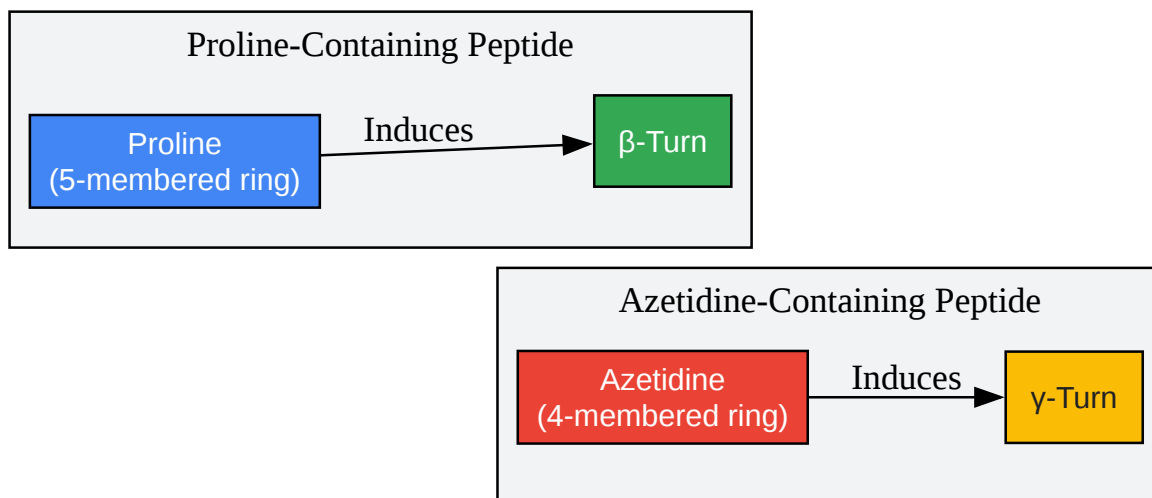 Proline-Containing Peptide
Proline
(5-membered ring)
Induces
β-Turn
Azetidine-Containing Peptide
Azetidine
(4-membered ring)
Induces
γ-Turn